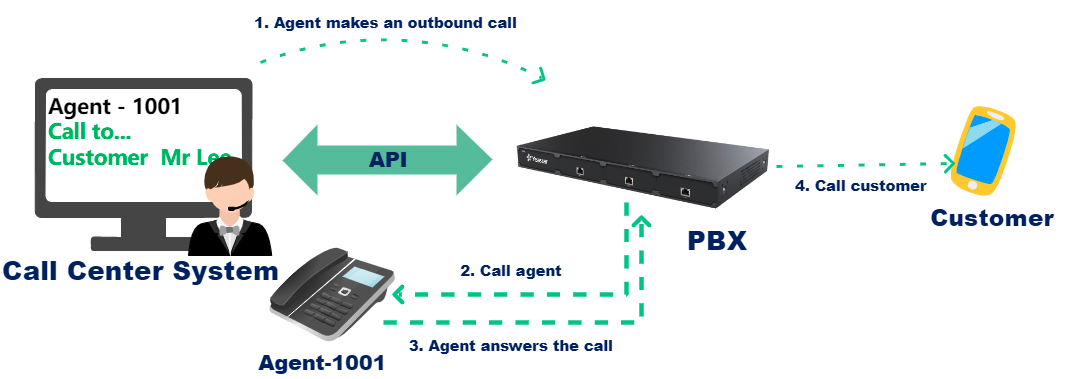 1. Agent makes an outbound call
Agent - 1001
Call to...
Customer Mr Lee
API
Yeastar
4. Call customer
Customer
PBX
Call Center System
2. Call agent
3. Agent answers the call
Agent-1001